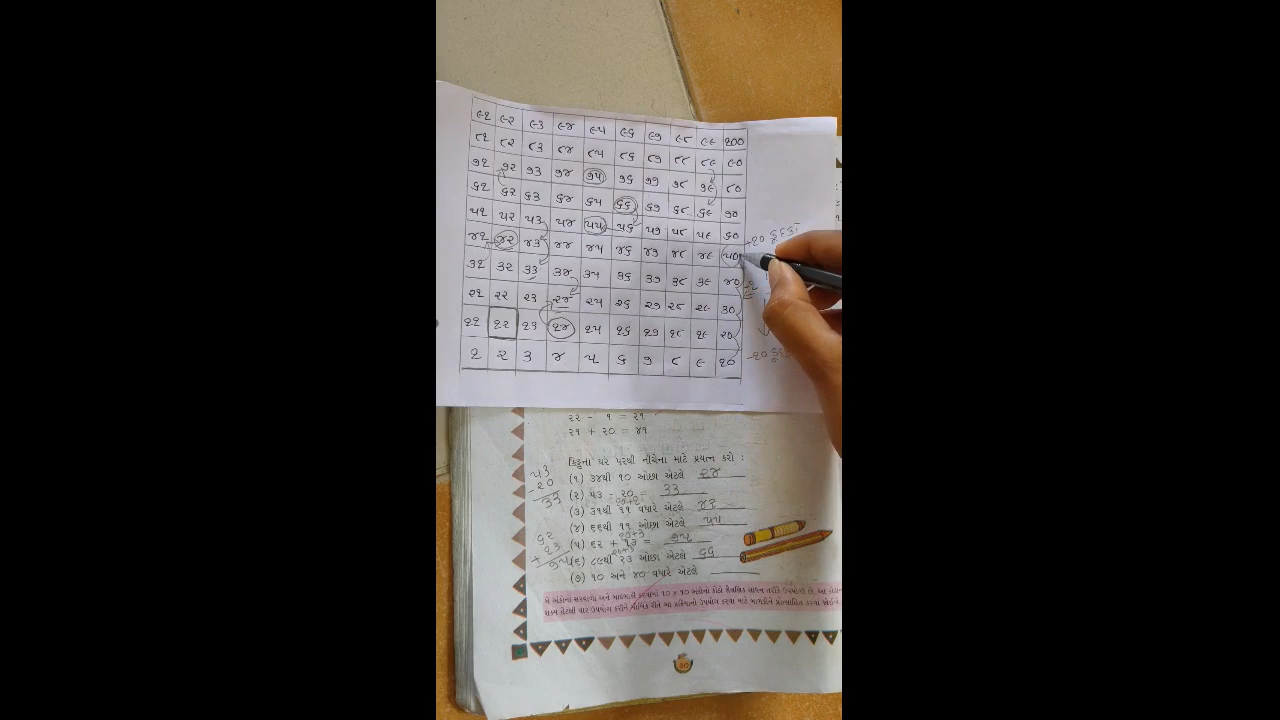 ૯૧ ૯૨ ૯૩ ૯૪ ૯૫ ૯૬ ૯૭ ૯૮ ૯૯ ૧૦૦
૮૧ ૮૨ ૮૩ ૮૪ ૮૫ ૮૬ ૮૭ ૮૮ ૮૯ ૯૦
૭૧ ૭૨ ૭૩ ૭૪ ૭૫ ૭૬ ૭૭ ૭૮ ૭૯ ૮૦
૬૧ ૬૨ ૬૩ ૬૪ ૬૫ ૬૬ ૬૭ ૬૮ ૬૯ ૭૦
૫૧ ૫૨ ૫૩ ૫૪ ૫૫ ૫૬ ૫૭ ૫૮ ૫૯ ૬૦
૪૧ ૪૨ ૪૩ ૪૪ ૪૫ ૪૬ ૪૭ ૪૮ ૪૯ ૫૦
૩૧ ૩૨ ૩૩ ૩૪ ૩૫ ૩૬ ૩૭ ૩૮ ૩૯ ૪૦
૨૧ ૨૨ ૨૩ ૨૪ ૨૫ ૨૬ ૨૭ ૨૮ ૨૯ ૩૦
૧૧ ૧૨ ૧૩ ૧૪ ૧૫ ૧૬ ૧૭ ૧૮ ૧૯ ૨૦
૧ ૨ ૩ ૪ ૫ ૬ ૭ ૮ ૯ ૧૦
+૧૦
-૧૦
૨૨ - ૧ = ૨૧
૨૧ + ૨૦ = ૪૧
કિટ્ટુના ઘર પરથી નીચેના માટે પ્રયત્ન કરો :
(૧) ૩૪થી ૧૦ ઓછા એટલે ૨૪
(૨) ૫૩ - ૨૦ = ૩૩
(૩) ૩૧થી ૧૧ વધારે એટલે ૪૨
(૪) ૬૬થી ૧૧ ઓછા એટલે ૫૫
(૫) ૬૨ + ૧૩ = ૭૫
(૬) ૮૯થી ૨૩ ઓછા એટલે ૬૬
(૭) ૧૦ અને ૪૦ વધારે એટલે
૫૩
-૨૦
૩૩
૬૨
+ ૧૩
૭૫